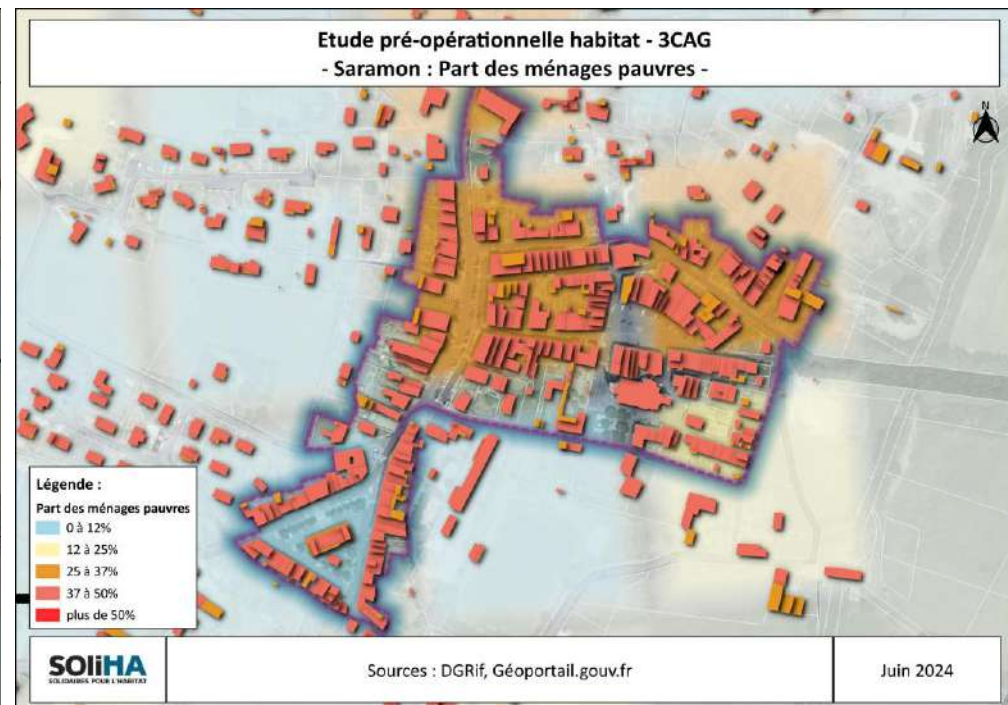 Etude pré-opérationnelle habitat - 3CAG
- Saramon : Part des ménages pauvres -
N
Légende :
Part des ménages pauvres
0 à 12%
12 à 25%
25 à 37%
37 à 50%
plus de 50%
SOliHA
SOLIDAIRES POUR L'HABITAT
Sources : DGRif, Géoportail.gouv.fr
Juin 2024